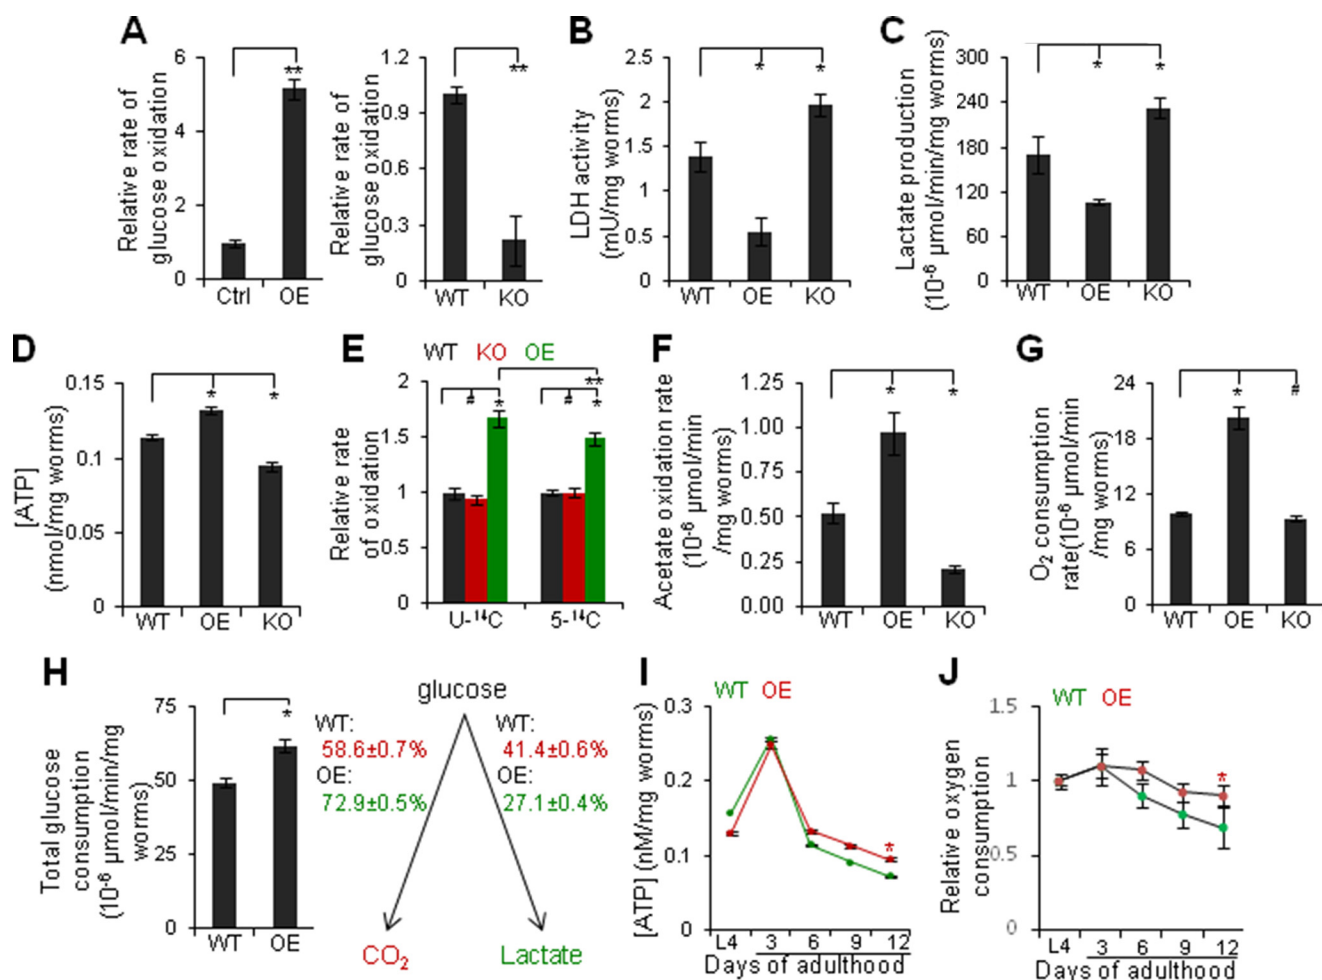 A
Relative rate of
glucose oxidation
6
4
2
0
**
Ctrl OE
Relative rate of
glucose oxidation
1.2
0.9
0.6
0.3
0
**
WT KO
B
LDH activity
(mU/mg worms)
2.5
2
1.5
1
0.5
0
* *
WT OE KO
C
Lactate production
(10⁻⁶ μmol/min/mg worms)
300
240
180
120
60
0
* *
WT OE KO
D
[ATP]
(nmol/mg worms)
0.15
0.1
0.05
0
* *
WT OE KO
E
WT KO OE
Relative rate
of oxidation
2
1.5
1
0.5
0
**
# * # *
U-¹⁴C 5-¹⁴C
F
Acetate oxidation rate
(10⁻⁶ μmol/min
/mg worms)
1.25
1.00
0.75
0.50
0.25
0.00
* *
WT OE KO
G
O₂ consumption
rate(10⁻⁶ μmol/min
/mg worms)
24
18
12
6
0
* #
WT OE KO
H
Total glucose
consumption
(10⁻⁶ μmol/min/mg
worms)
75
50
25
0
*
WT OE
glucose
WT:
58.6±0.7%
OE:
72.9±0.5%
WT:
41.4±0.6%
OE:
27.1±0.4%
CO₂
Lactate
I
WT OE
[ATP] (nM/mg worms)
0.3
0.2
0.1
0
*
L4 3 6 9 12
Days of adulthood
J
WT OE
Relative oxygen
consumption
1.5
1
0.5
0
*
L4 3 6 9 12
Days of adulthood